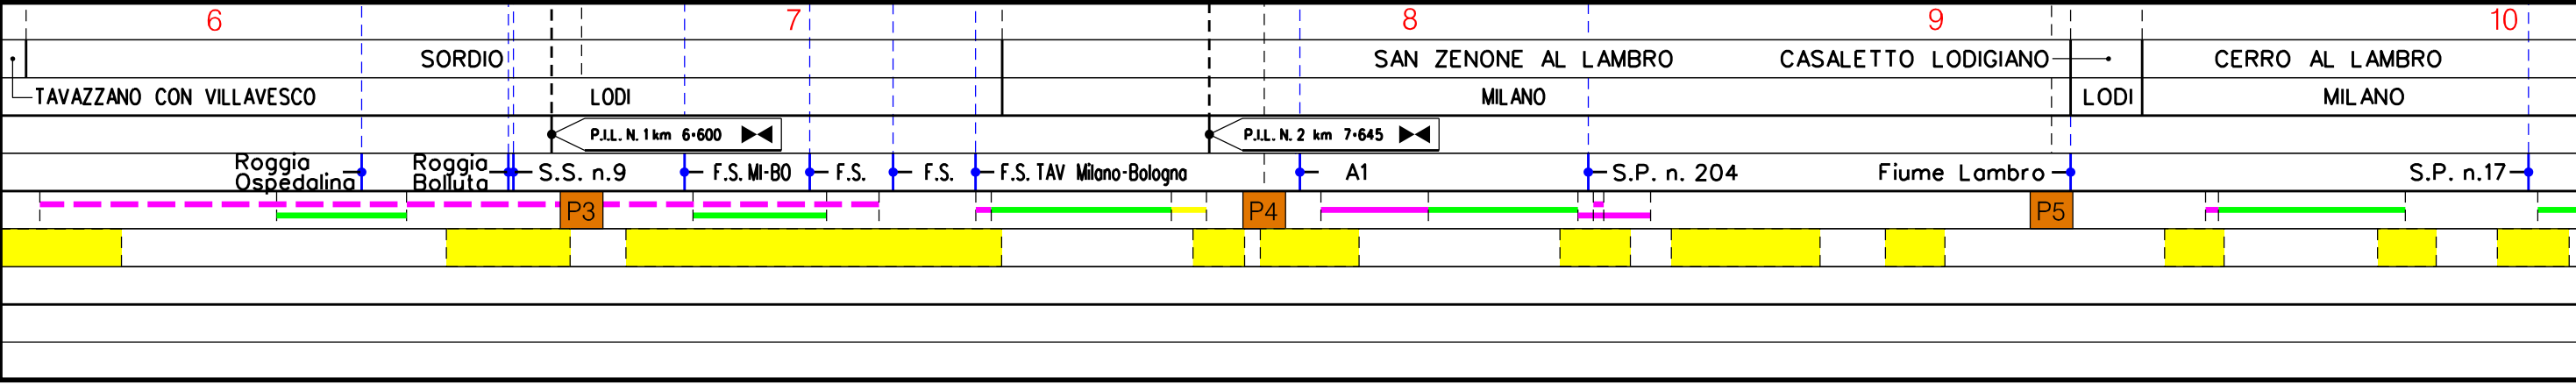 6 7 8 9 10
SORDIO SAN ZENONE AL LAMBRO CASALETTO LODIGIANO CERRO AL LAMBRO
TAVAZZANO CON VILLAVESCO LODI MILANO LODI MILANO
P.I.L. N. 1 km 6+600 P.I.L. N. 2 km 7+645
Roggia Ospedalina Roggia Bolluta S.S. n.9 F.S. MI-BO F.S. F.S. F.S. TAV Milano-Bologna A1 S.P. n. 204 Fiume Lambro S.P. n.17
P3 P4 P5